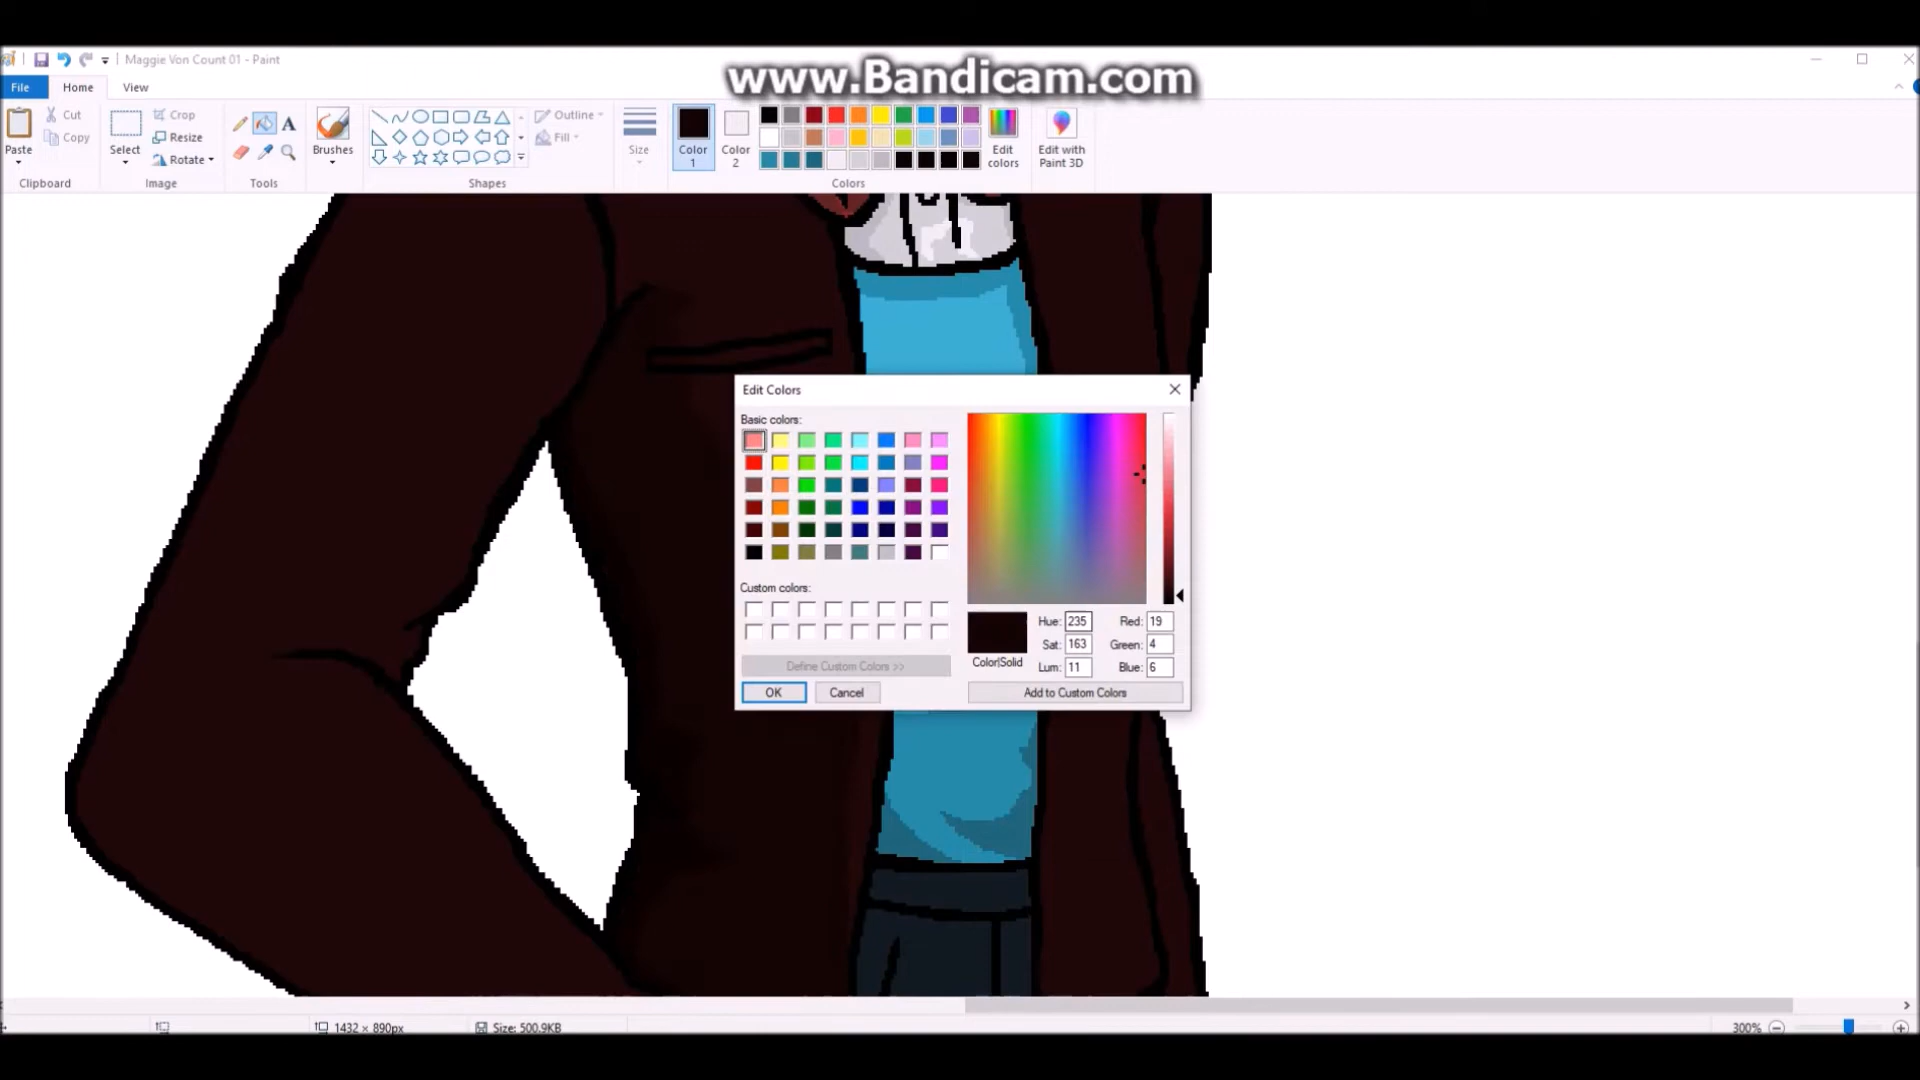 www.Bandicam.com
Maggie Von Count 01 - Paint
File
Home
View
Paste
Cut
Copy
Clipboard
Select
Crop
Resize
Rotate
Image
A
Tools
Brushes
Outline
Fill
Shapes
Size
Color 1
Color 2
Edit colors
Edit with Paint 3D
Colors
Edit Colors
Basic colors:
Custom colors:
Define Custom Colors >>
OK
Cancel
Hue: 235
Sat: 163
Lum: 11
Red: 19
Green: 4
Blue: 6
Color|Solid
Add to Custom Colors
1432 × 890px
Size: 500.9KB
300%